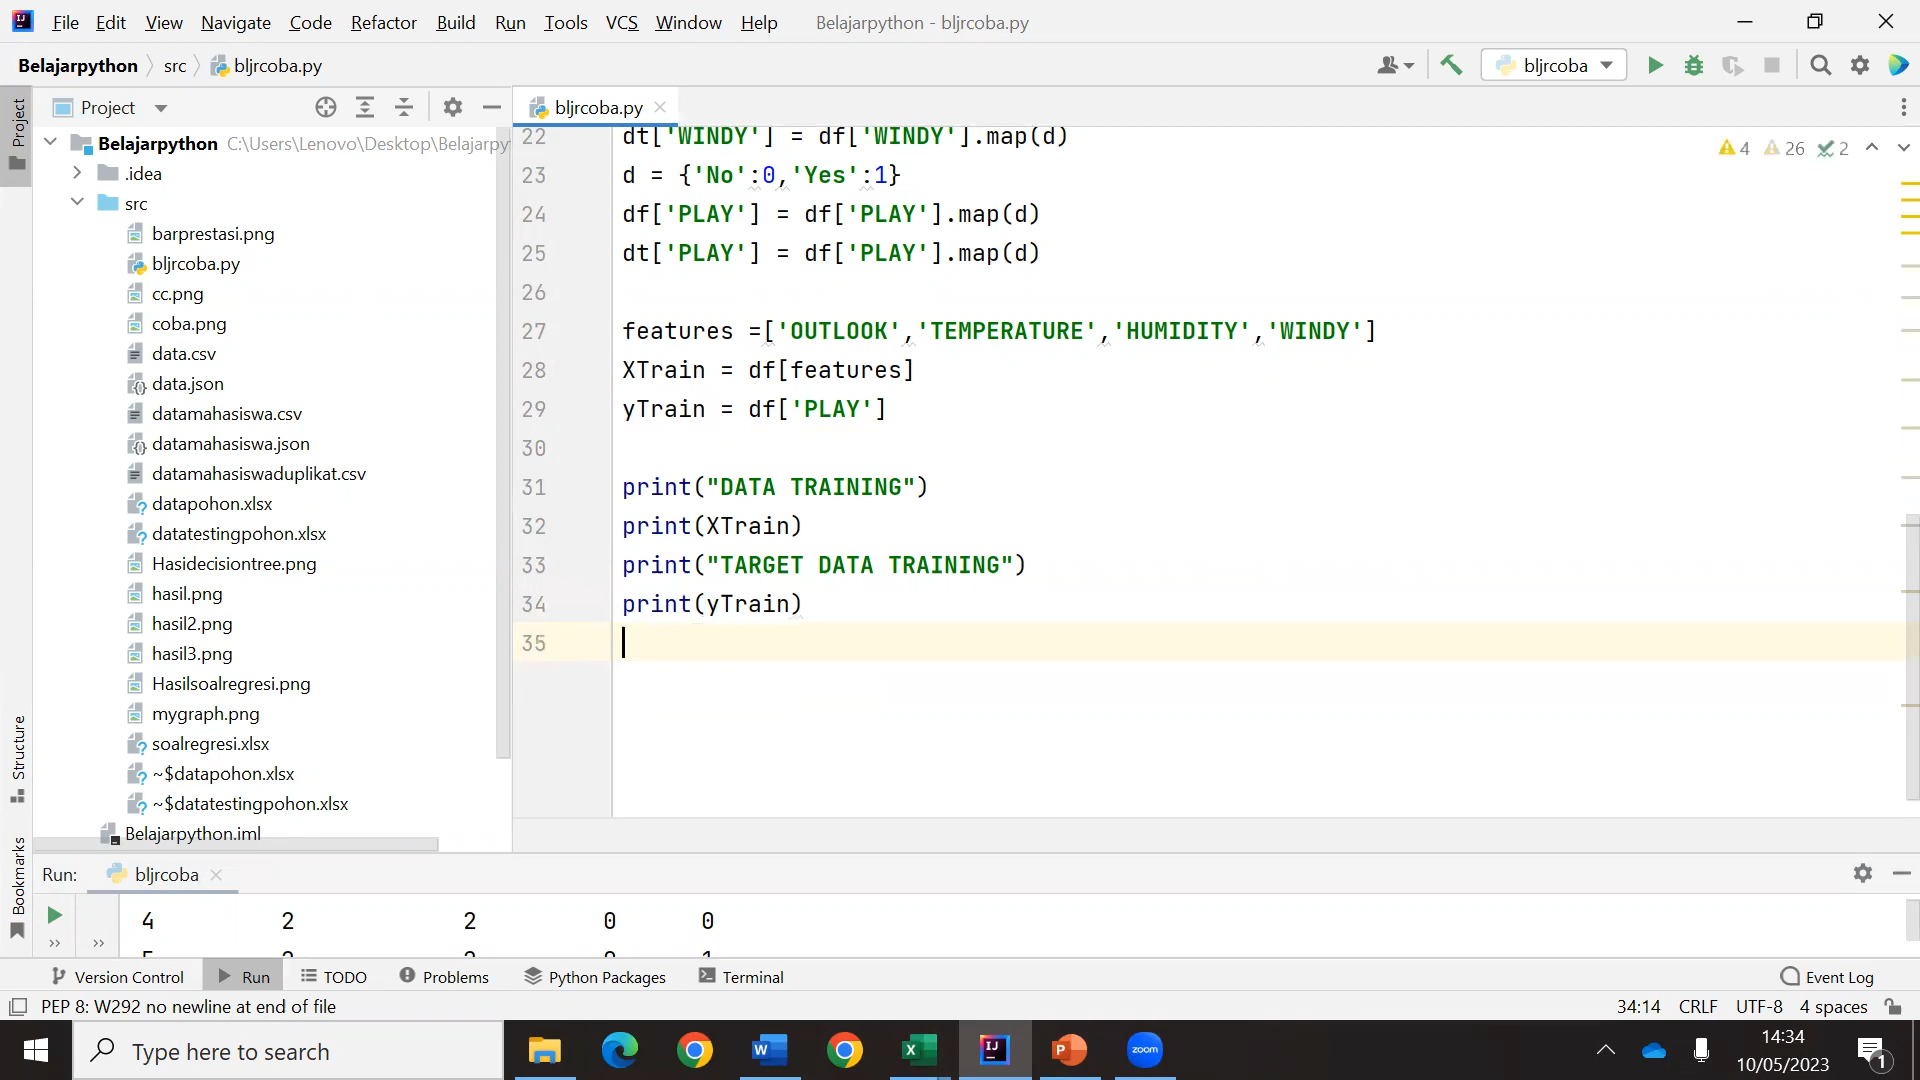 File Edit View Navigate Code Refactor Build Run Tools VCS Window Help Belajarpython - bljrcoba.py
Belajarpython src bljrcoba.py bljrcoba
Project bljrcoba.py
Project
Structure
Bookmarks
Belajarpython C:\Users\Lenovo\Desktop\Belajarpy
.idea
src
barprestasi.png
bljrcoba.py
cc.png
coba.png
data.csv
data.json
datamahasiswa.csv
datamahasiswa.json
datamahasiswaduplikat.csv
datapohon.xlsx
datatestingpohon.xlsx
Hasidecisiontree.png
hasil.png
hasil2.png
hasil3.png
Hasilsoalregresi.png
mygraph.png
soalregresi.xlsx
~$datapohon.xlsx
~$datatestingpohon.xlsx
Belajarpython.iml
4 26 2
22 dt['WINDY'] = df['WINDY'].map(d)
23 d = {'No':0,'Yes':1}
24 df['PLAY'] = df['PLAY'].map(d)
25 dt['PLAY'] = df['PLAY'].map(d)
26
27 features =['OUTLOOK','TEMPERATURE','HUMIDITY','WINDY']
28 XTrain = df[features]
29 yTrain = df['PLAY']
30
31 print("DATA TRAINING")
32 print(XTrain)
33 print("TARGET DATA TRAINING")
34 print(yTrain)
35
Run: bljrcoba
4 2 2 0 0
Version Control Run TODO Problems Python Packages Terminal Event Log
PEP 8: W292 no newline at end of file 34:14 CRLF UTF-8 4 spaces
Type here to search
zoom
14:34
10/05/2023
1